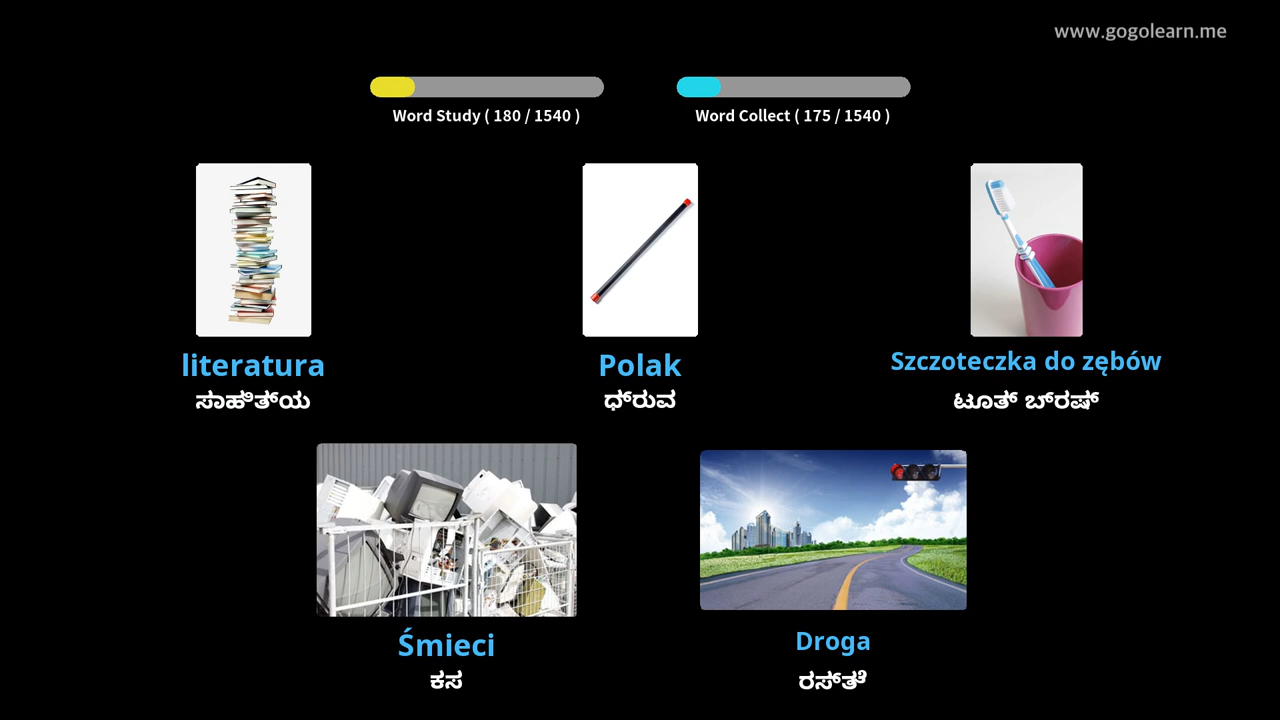 www.gogolearn.me
Word Study ( 180 / 1540 )
Word Collect ( 175 / 1540 )
literatura
ಸಾಹಿತ್ಯ
Polak
ಧ್ರುವ
Szczoteczka do zębów
ಟೂತ್ ಬ್ರಷ್
Śmieci
ಕಸ
Droga
ರಸ್ತೆ